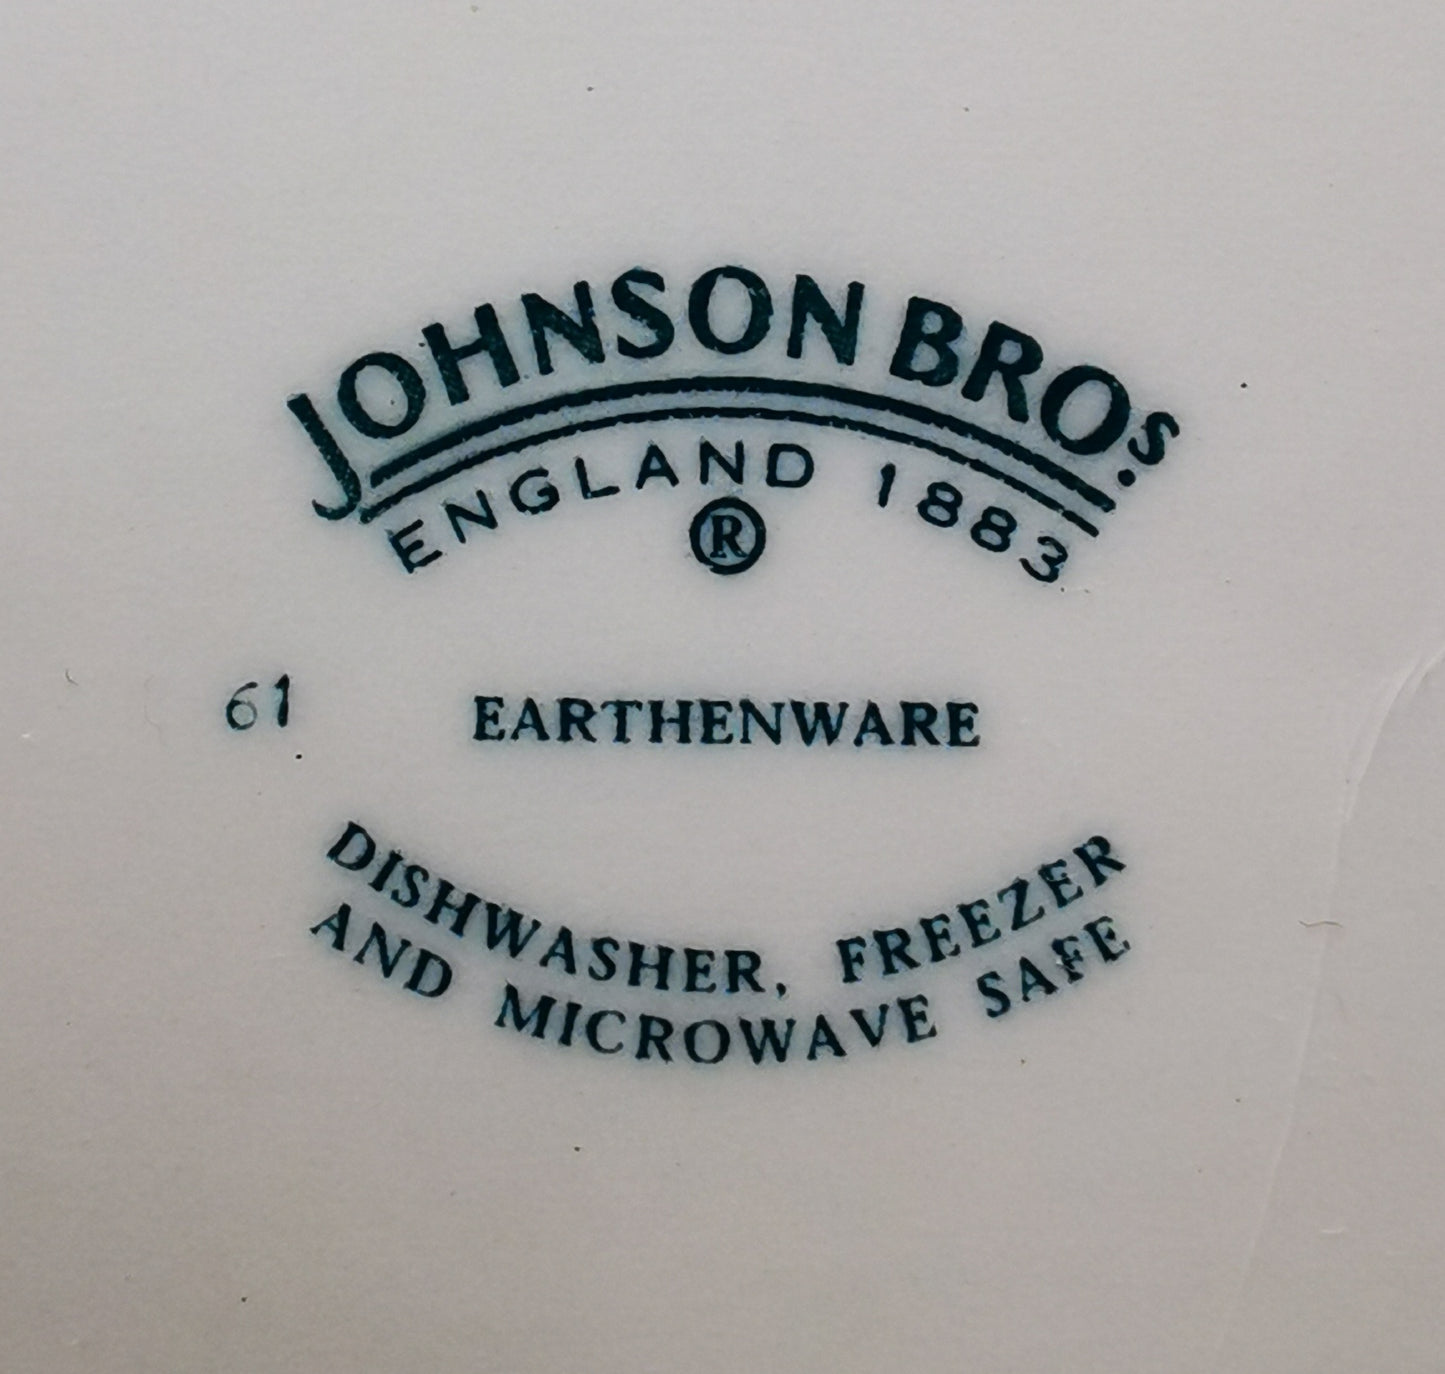 JOHNSON BROS.
ENGLAND 1883
®
61 EARTHENWARE
DISHWASHER, FREEZER
AND MICROWAVE SAFE